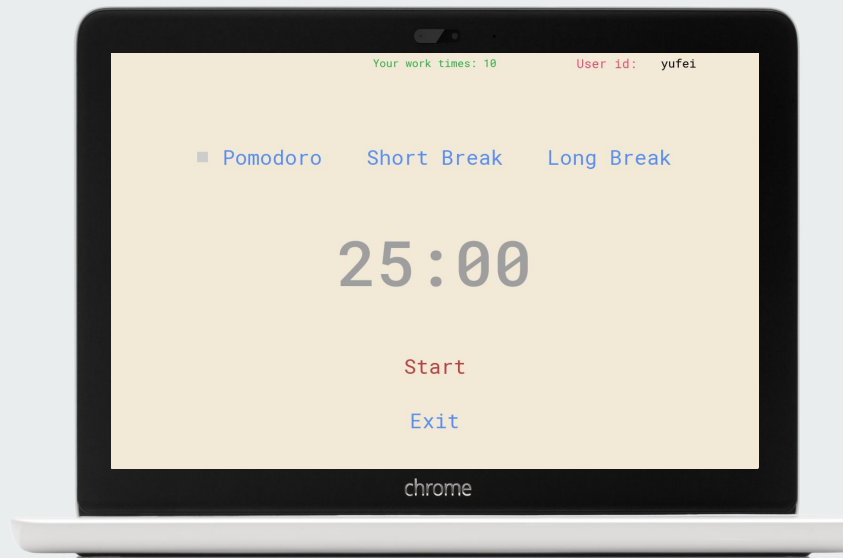 Your work times: 10 User id: yufei
Pomodoro Short Break Long Break
25:00
Start
Exit
chrome